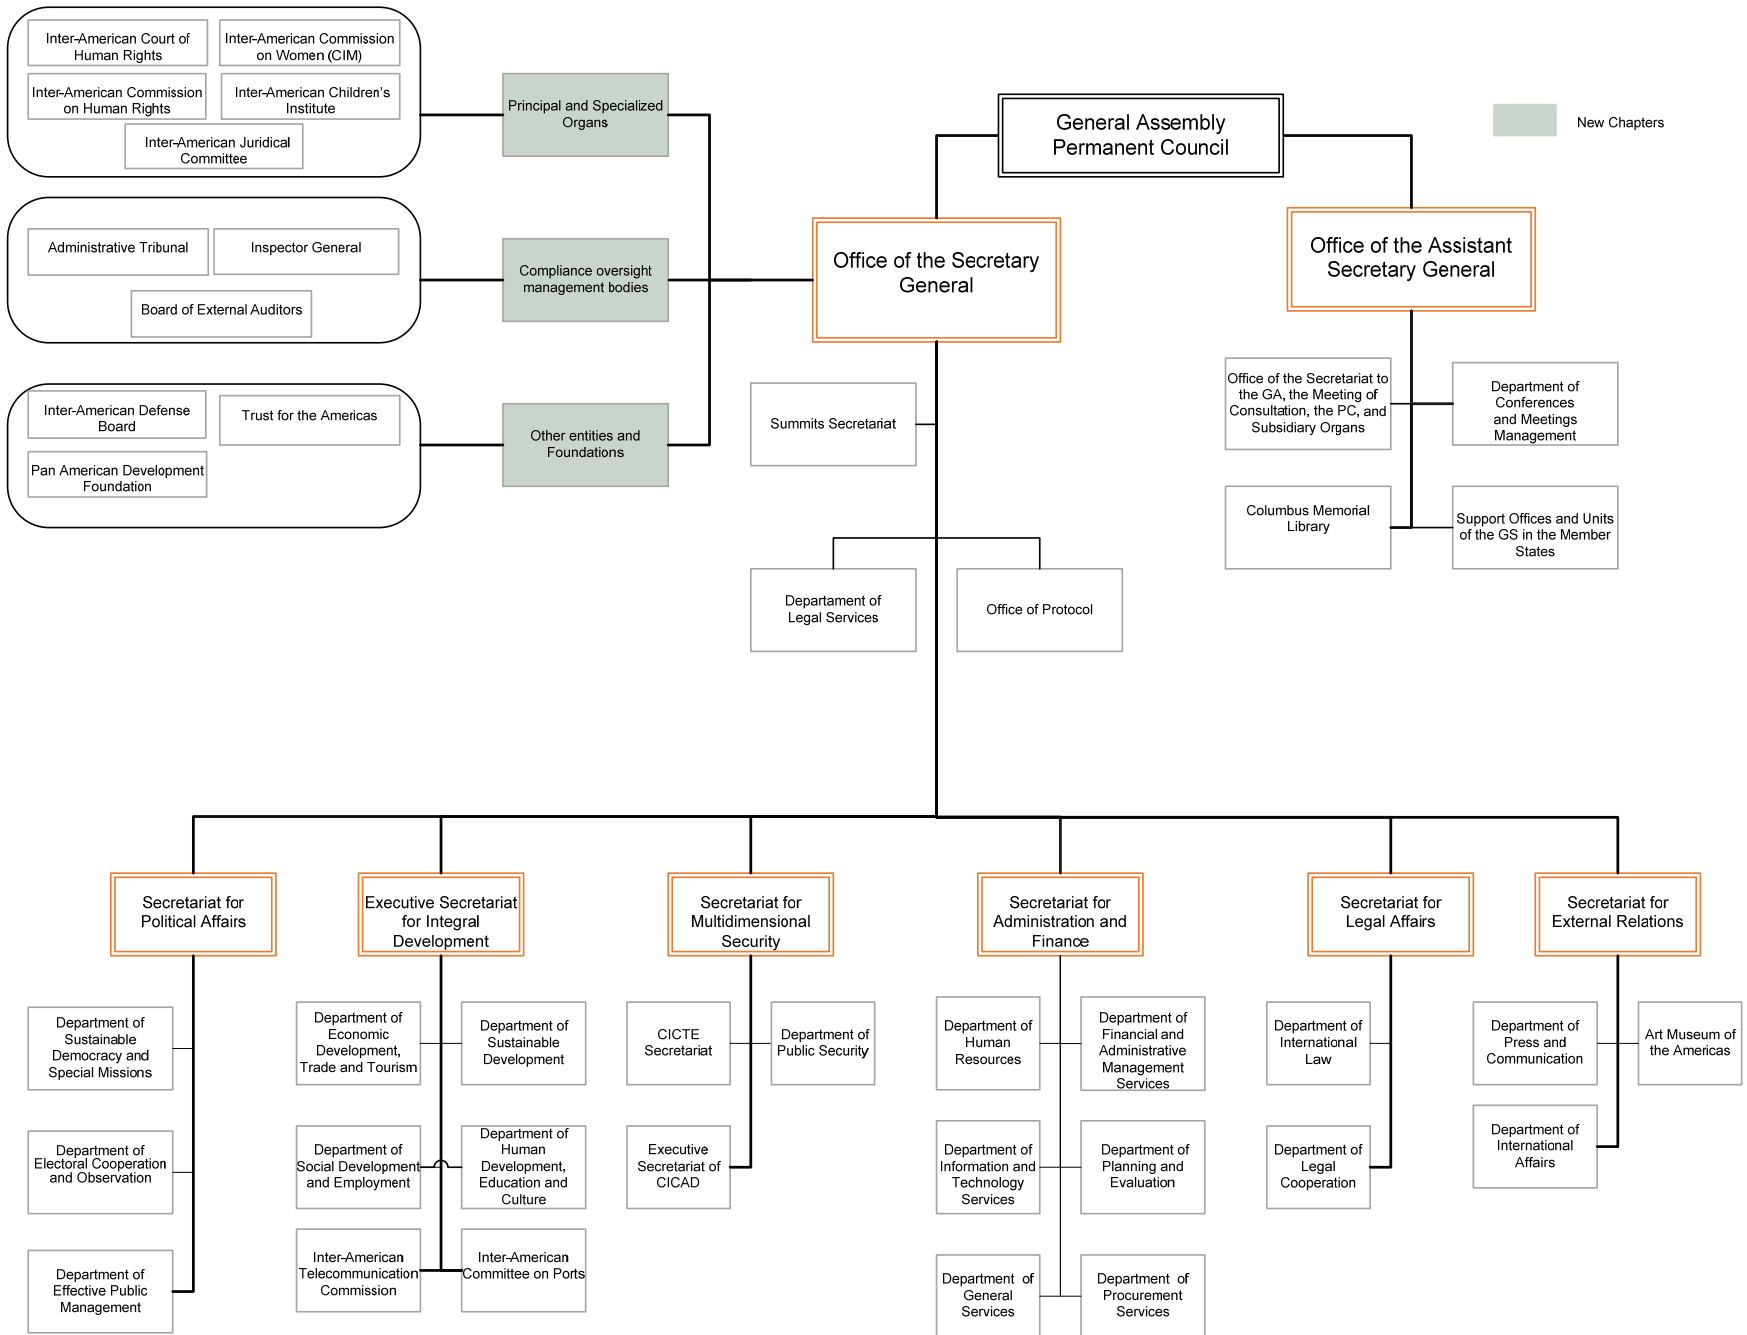 Inter-American Court of
Human Rights
Inter-American Commission
on Women (CIM)
Inter-American Commission
on Human Rights
Inter-American Children's
Institute
Inter-American Juridical
Committee
Principal and Specialized
Organs
General Assembly
Permanent Council
New Chapters
Administrative Tribunal
Inspector General
Board of External Auditors
Compliance oversight
management bodies
Office of the Secretary
General
Office of the Assistant
Secretary General
Inter-American Defense
Board
Trust for the Americas
Pan American Development
Foundation
Other entities and
Foundations
Summits Secretariat
Office of the Secretariat to
the GA, the Meeting of
Consultation, the PC, and
Subsidiary Organs
Department of
Conferences
and Meetings
Management
Columbus Memorial
Library
Support Offices and Units
of the GS in the Member
States
Departament of
Legal Services
Office of Protocol
Secretariat for
Political Affairs
Executive Secretariat
for Integral
Development
Secretariat for
Multidimensional
Security
Secretariat for
Administration and
Finance
Secretariat for
Legal Affairs
Secretariat for
External Relations
Department of
Sustainable
Democracy and
Special Missions
Department of
Economic
Development,
Trade and Tourism
Department of
Sustainable
Development
CICTE
Secretariat
Department of
Public Security
Department of
Human
Resources
Department of
Financial and
Administrative
Management
Services
Department of
International
Law
Department of
Press and
Communication
Art Museum of
the Americas
Department of
Electoral Cooperation
and Observation
Department of
Social Development
and Employment
Department of
Human
Development,
Education and
Culture
Executive
Secretariat of
CICAD
Department of
Information and
Technology
Services
Department of
Planning and
Evaluation
Department of
Legal
Cooperation
Department of
International
Affairs
Department of
Effective Public
Management
Inter-American
Telecommunication
Commission
Inter-American
Committee on Ports
Department of
General
Services
Department of
Procurement
Services